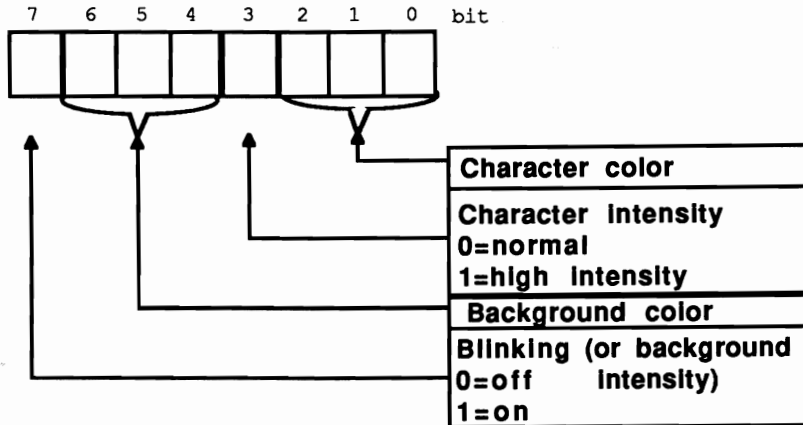 7 6 5 4 3 2 1 0 bit
Character color
Character intensity
0=normal
1=high intensity
Background color
Blinking (or background
0=off intensity)
1=on